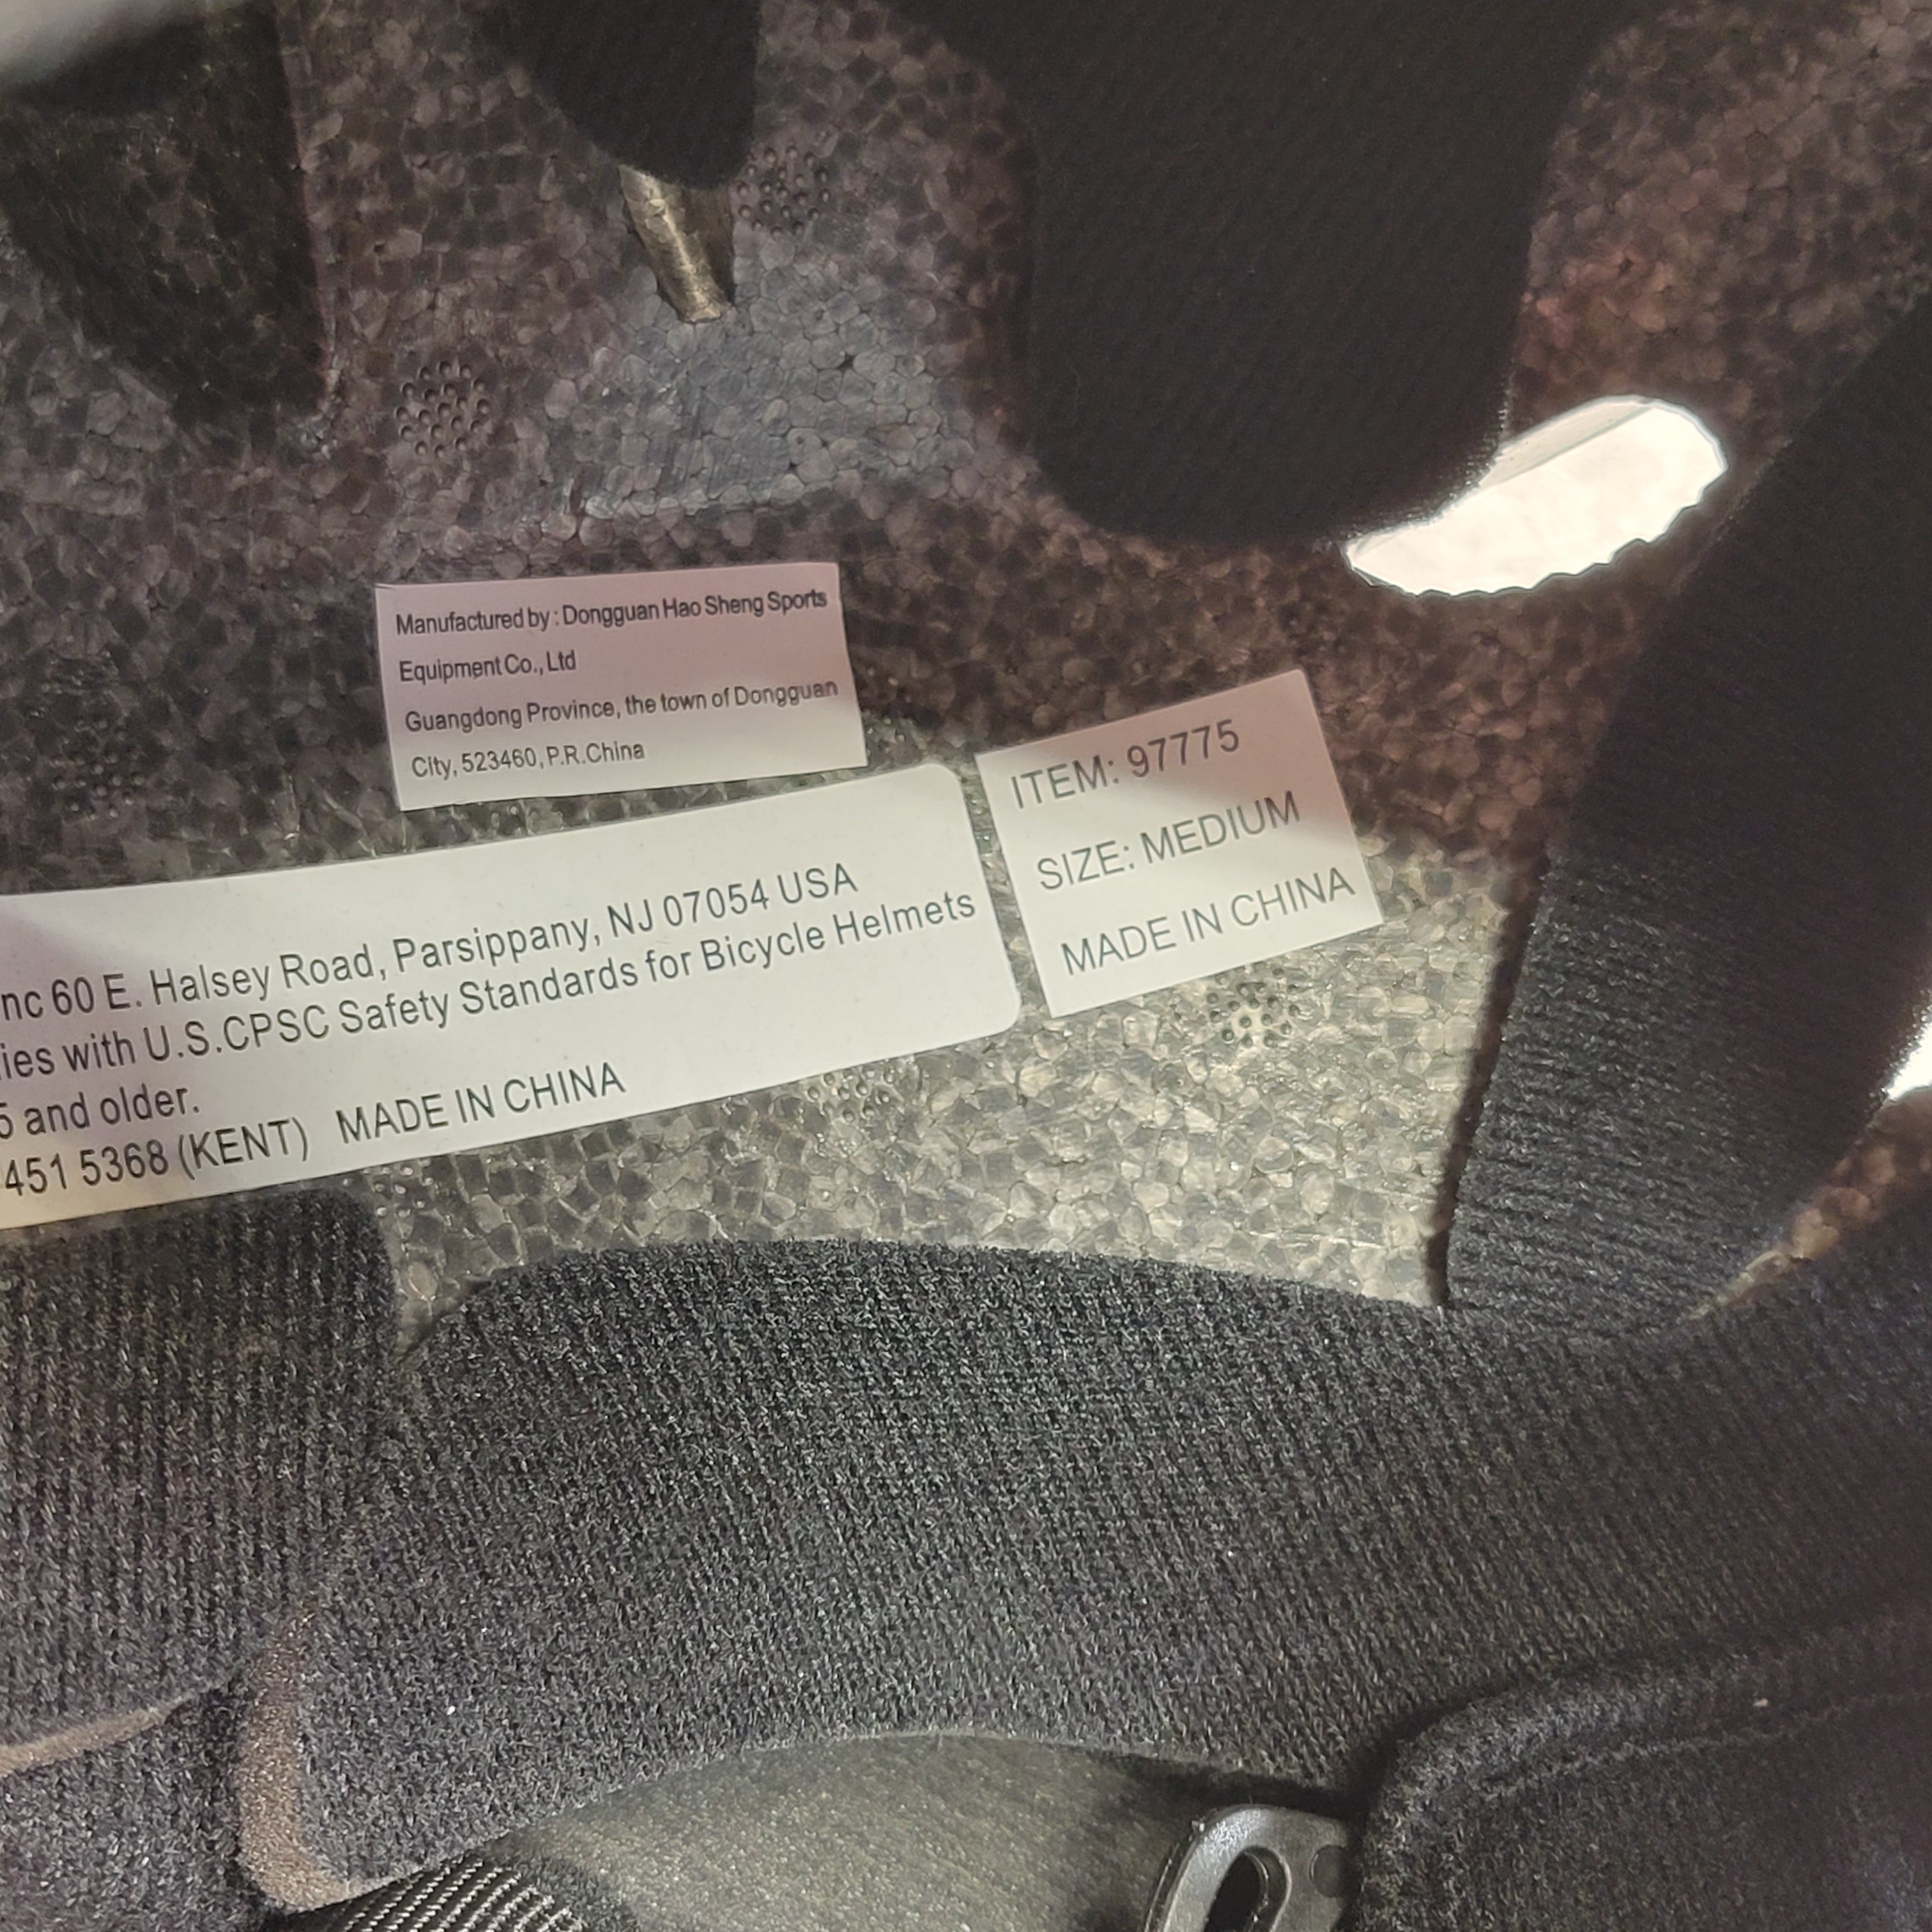 Manufactured by : Dongguan Hao Sheng Sports
Equipment Co., Ltd
Guangdong Province, the town of Dongguan
City, 523460, P.R.China
ITEM: 97775
SIZE: MEDIUM
MADE IN CHINA
nc 60 E. Halsey Road, Parsippany, NJ 07054 USA
ies with U.S.CPSC Safety Standards for Bicycle Helmets
5 and older.
451 5368 (KENT) MADE IN CHINA